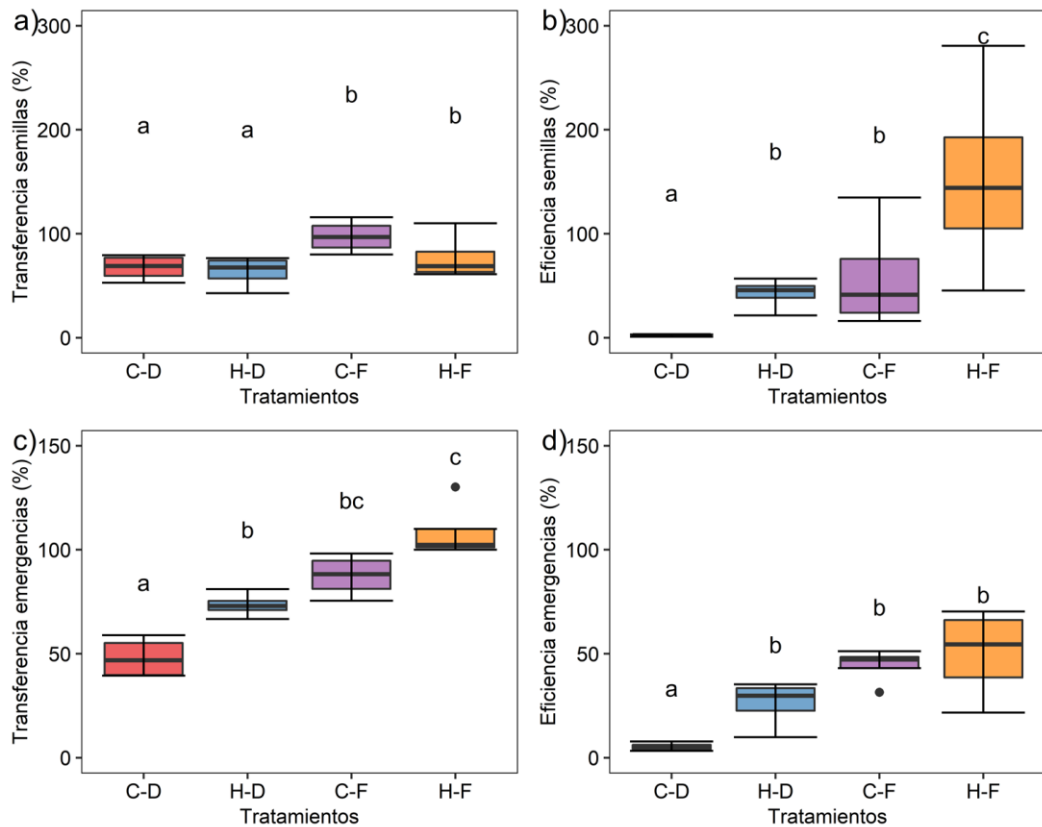 a)
300
200
100
0
Transferencia semillas (%)
a
a
b
b
C-D H-D C-F H-F
Tratamientos
b)
300
200
100
0
Eficiencia semillas (%)
a
b
b
c
C-D H-D C-F H-F
Tratamientos
c)
150
100
50
0
Transferencia emergencias (%)
a
b
bc
c
C-D H-D C-F H-F
Tratamientos
d)
150
100
50
0
Eficiencia emergencias (%)
a
b
b
b
C-D H-D C-F H-F
Tratamientos